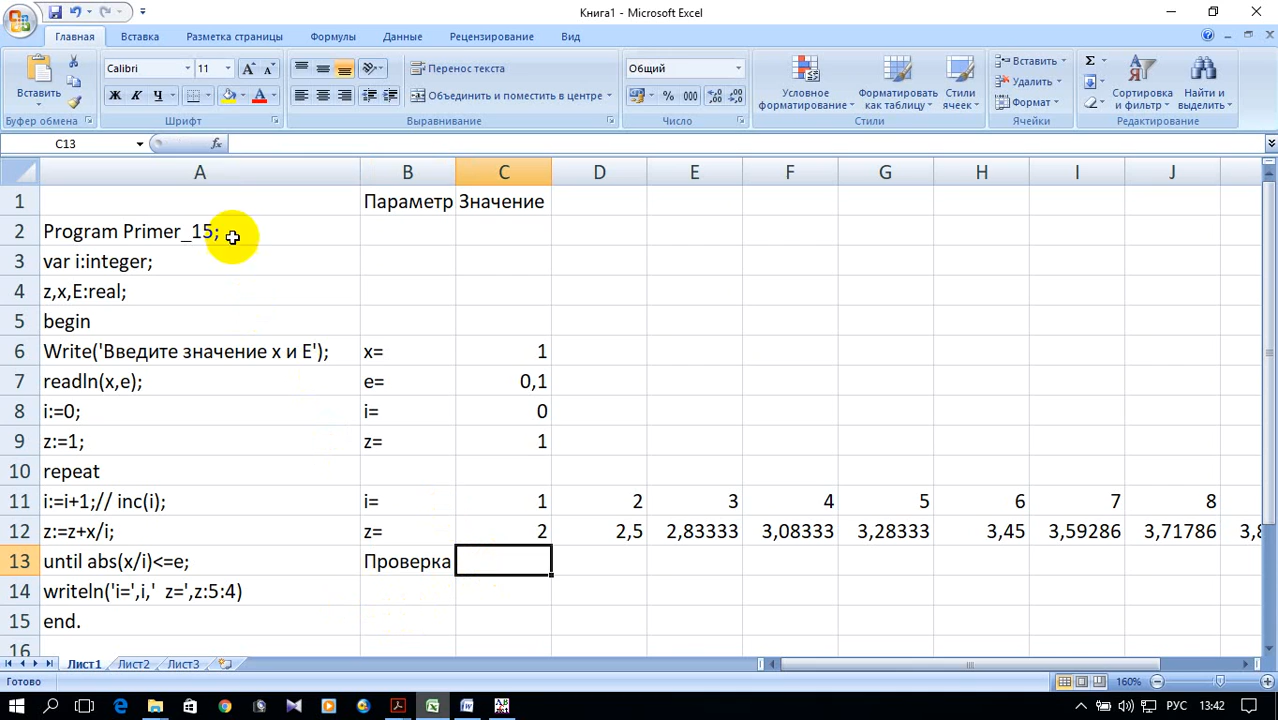 Книга1 - Microsoft Excel
Главная Вставка Разметка страницы Формулы Данные Рецензирование Вид
Вставить
Буфер обмена
Calibri 11
Ж К Ч
Шрифт
Перенос текста
Объединить и поместить в центре
Выравнивание
Общий
% 000
Число
Условное форматирование
Форматировать как таблицу
Стили ячеек
Стили
Вставить
Удалить
Формат
Ячейки
Σ
Сортировка и фильтр
Найти и выделить
Редактирование
C13 fx
A B C D E F G H I J
1 Параметр Значение
2 Program Primer_15;
3 var i:integer;
4 z,x,E:real;
5 begin
6 Write('Введите значение x и E'); x= 1
7 readln(x,e); e= 0,1
8 i:=0; i= 0
9 z:=1; z= 1
10 repeat
11 i:=i+1;// inc(i); i= 1 2 3 4 5 6 7 8
12 z:=z+x/i; z= 2 2,5 2,83333 3,08333 3,28333 3,45 3,59286 3,71786 3,8
13 until abs(x/i)<=e; Проверка
14 writeln('i=',i,' z=',z:5:4)
15 end.
16
Лист1 Лист2 Лист3
Готово 160%
РУС 13:42